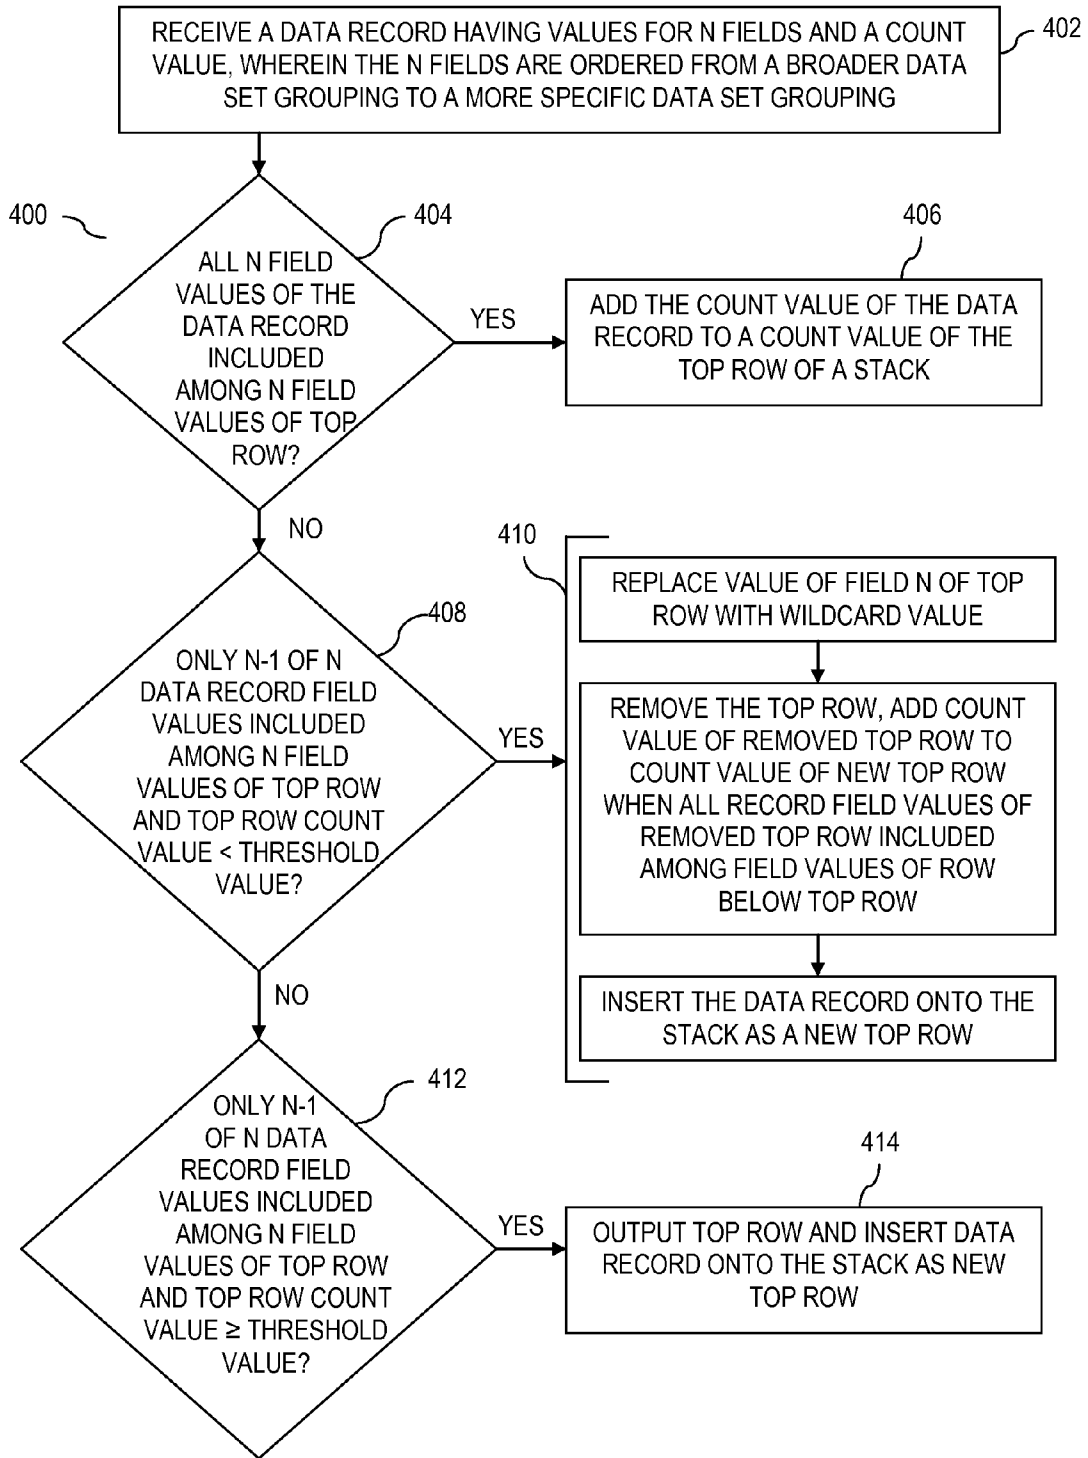 RECEIVE A DATA RECORD HAVING VALUES FOR N FIELDS AND A COUNT
VALUE, WHEREIN THE N FIELDS ARE ORDERED FROM A BROADER DATA
SET GROUPING TO A MORE SPECIFIC DATA SET GROUPING
402
400
404
ALL N FIELD
VALUES OF THE
DATA RECORD
INCLUDED
AMONG N FIELD
VALUES OF TOP
ROW?
YES
406
ADD THE COUNT VALUE OF THE DATA
RECORD TO A COUNT VALUE OF THE
TOP ROW OF A STACK
NO
408
ONLY N-1 OF N
DATA RECORD FIELD
VALUES INCLUDED
AMONG N FIELD
VALUES OF TOP ROW
AND TOP ROW COUNT
VALUE < THRESHOLD
VALUE?
YES
410
REPLACE VALUE OF FIELD N OF TOP
ROW WITH WILDCARD VALUE
REMOVE THE TOP ROW, ADD COUNT
VALUE OF REMOVED TOP ROW TO
COUNT VALUE OF NEW TOP ROW
WHEN ALL RECORD FIELD VALUES OF
REMOVED TOP ROW INCLUDED
AMONG FIELD VALUES OF ROW
BELOW TOP ROW
INSERT THE DATA RECORD ONTO THE
STACK AS A NEW TOP ROW
NO
412
ONLY N-1
OF N DATA
RECORD FIELD
VALUES INCLUDED
AMONG N FIELD
VALUES OF TOP ROW
AND TOP ROW COUNT
VALUE ≥ THRESHOLD
VALUE?
YES
414
OUTPUT TOP ROW AND INSERT DATA
RECORD ONTO THE STACK AS NEW
TOP ROW